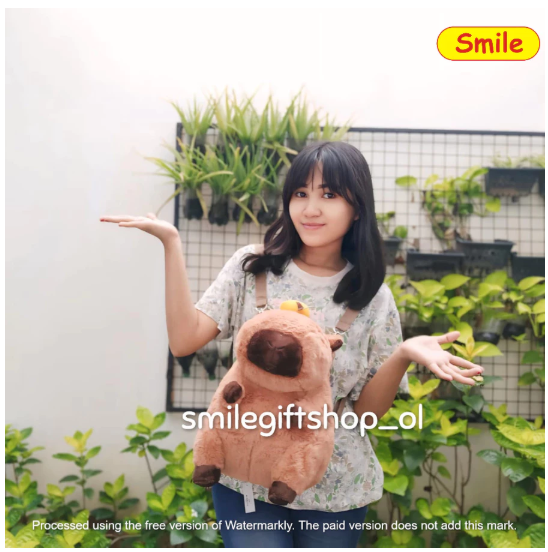 Smile
smilegiftshop_ol
Processed using the free version of Watermarkly. The paid version does not add this mark.